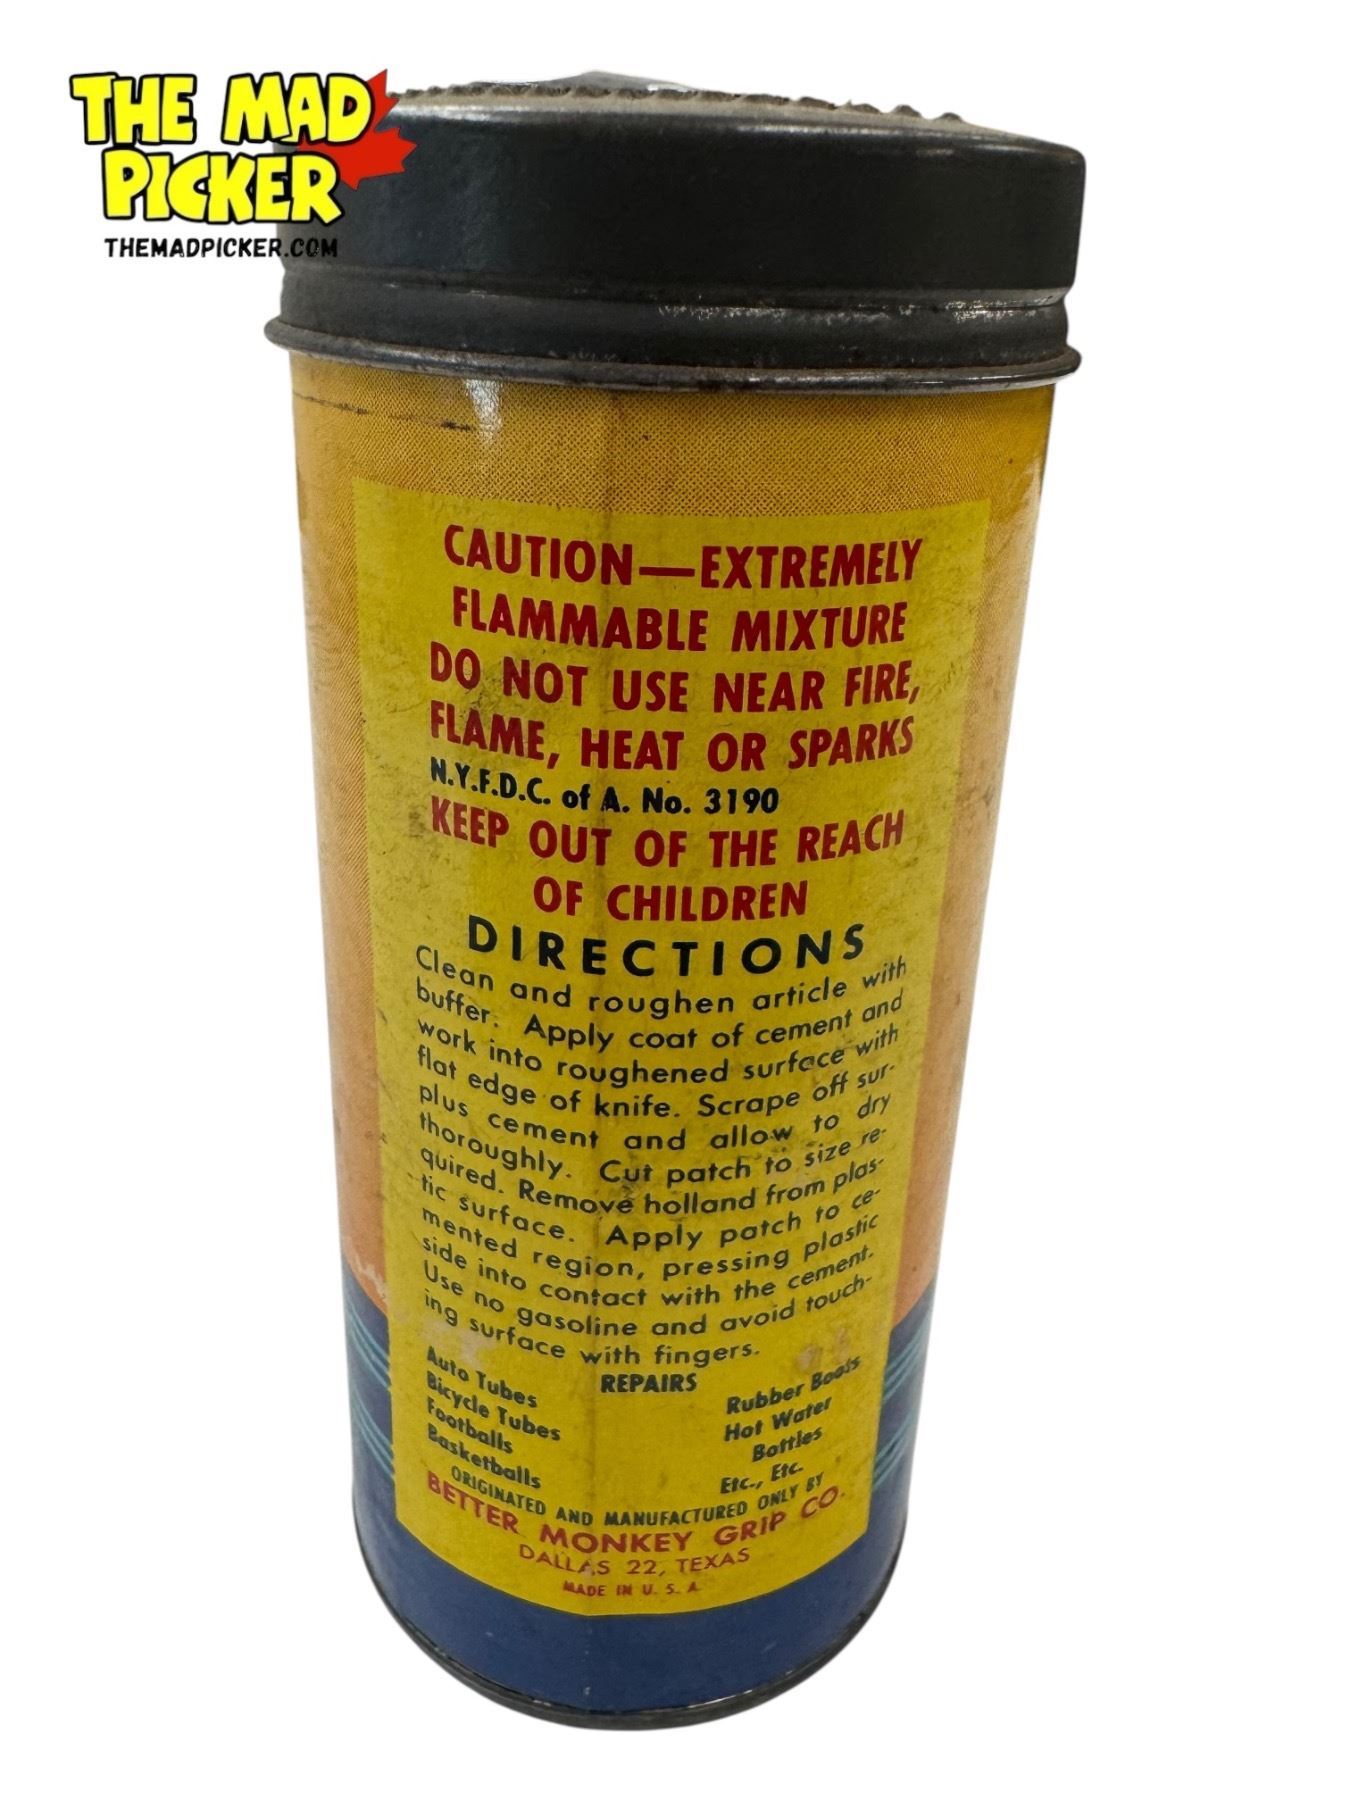 THE MAD
PICKER
THEMADPICKER.COM
CAUTION—EXTREMELY
FLAMMABLE MIXTURE
DO NOT USE NEAR FIRE,
FLAME, HEAT OR SPARKS
N.Y.F.D.C. of A. No. 3190
KEEP OUT OF THE REACH
OF CHILDREN
DIRECTIONS
Clean and roughen article with
buffer. Apply coat of cement and
work into roughened surface with
flat edge of knife. Scrape off sur-
plus cement and allow to dry
thoroughly. Cut patch to size re-
quired. Remove holland from plas-
tic surface. Apply patch to ce-
mented region, pressing plastic
side into contact with the cement.
Use no gasoline and avoid touch-
ing surface with fingers.
REPAIRS
Auto Tubes
Bicycle Tubes
Footballs
Basketballs
Rubber Boots
Hot Water
Bottles
Etc., Etc.
ORIGINATED AND MANUFACTURED ONLY BY
BETTER MONKEY GRIP CO.
DALLAS 22, TEXAS
MADE IN U. S. A.